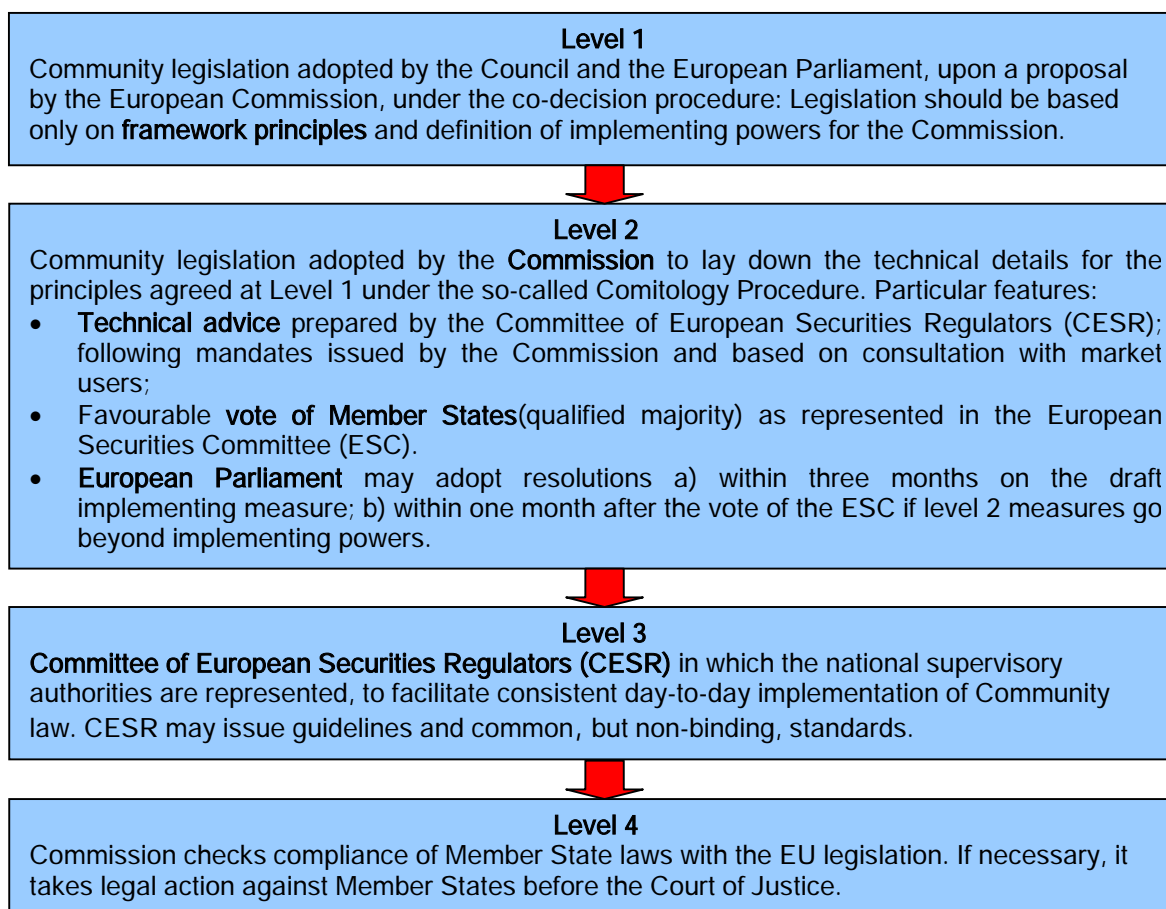 Level 1
Community legislation adopted by the Council and the European Parliament, upon a proposal
by the European Commission, under the co-decision procedure: Legislation should be based
only on framework principles and definition of implementing powers for the Commission.
Level 2
Community legislation adopted by the Commission to lay down the technical details for the
principles agreed at Level 1 under the so-called Comitology Procedure. Particular features:
• Technical advice prepared by the Committee of European Securities Regulators (CESR);
following mandates issued by the Commission and based on consultation with market
users;
• Favourable vote of Member States(qualified majority) as represented in the European
Securities Committee (ESC).
• European Parliament may adopt resolutions a) within three months on the draft
implementing measure; b) within one month after the vote of the ESC if level 2 measures go
beyond implementing powers.
Level 3
Committee of European Securities Regulators (CESR) in which the national supervisory
authorities are represented, to facilitate consistent day-to-day implementation of Community
law. CESR may issue guidelines and common, but non-binding, standards.
Level 4
Commission checks compliance of Member State laws with the EU legislation. If necessary, it
takes legal action against Member States before the Court of Justice.